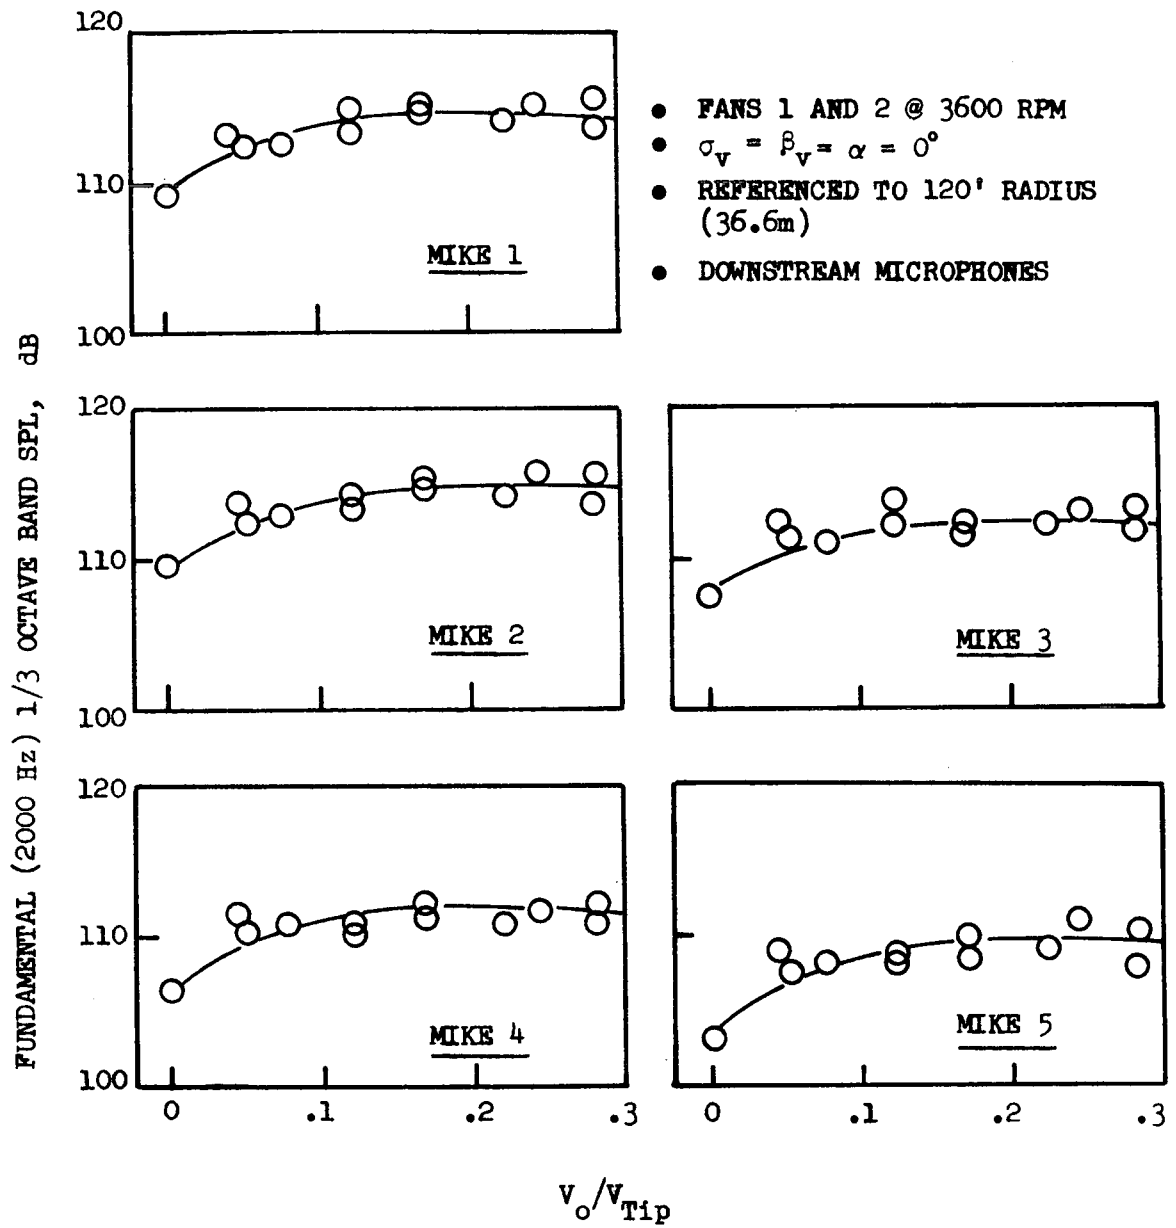 120
110
100
MIKE 1
• FANS 1 AND 2 @ 3600 RPM
• σv = βv = α = 0°
• REFERENCED TO 120' RADIUS
(36.6m)
• DOWNSTREAM MICROPHONES
FUNDAMENTAL (2000 Hz) 1/3 OCTAVE BAND SPL, dB
120
110
100
MIKE 2
MIKE 3
120
110
100
MIKE 4
MIKE 5
0 .1 .2 .3
0 .1 .2 .3
Vo/VTip